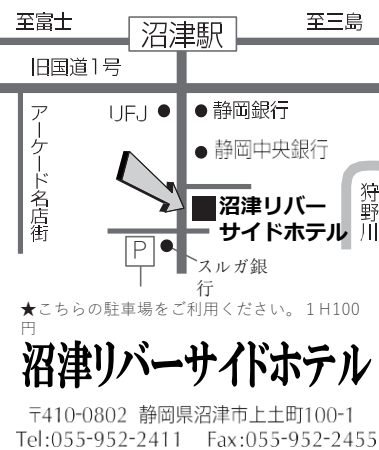 至富士
至三島
沼津駅
旧国道1号
UFJ
静岡銀行
静岡中央銀行
アーケード名店街
狩野川
沼津リバー
サイドホテル
P
スルガ銀
行
★こちらの駐車場をご利用ください。1H100
円
沼津リバーサイドホテル
〒410-0802 静岡県沼津市上土町100-1
Tel:055-952-2411 Fax:055-952-2455